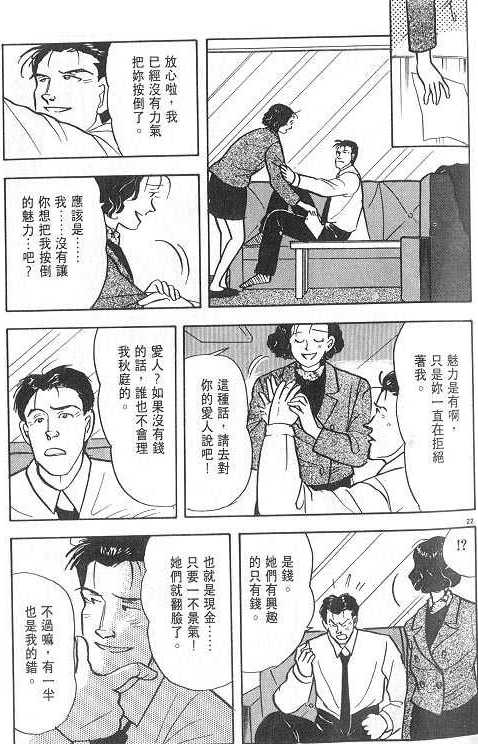 放心啦，我
已經沒有力氣
把妳按倒了。
應該是……
我……沒有讓
你想把我按倒
的魅力…吧？
魅力是有啊，
只是妳一直在拒絕
著我。
這種話，請去對
你的愛人說吧！
愛人？如果沒有錢
的話，誰也不會理
我秋庭的。
27
!?
是錢。
她們有興趣
的只有錢。
也就是現金……
只要一不景氣！
她們就翻臉了。
不過嘛，有一半
也是我的錯。